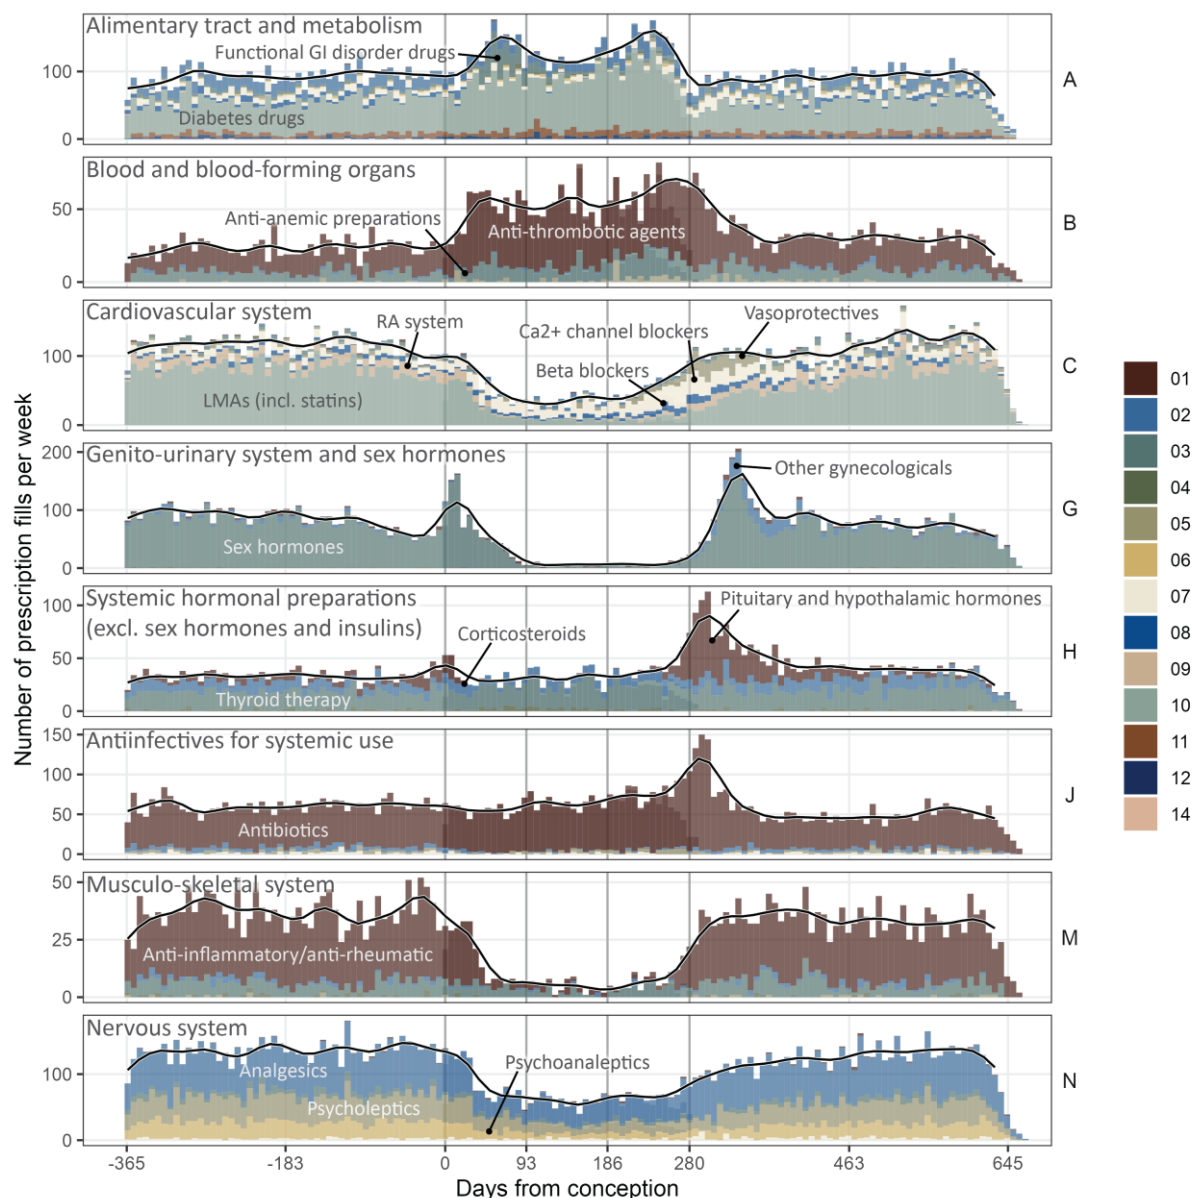 Number of prescription fills per week
Alimentary tract and metabolism
Functional GI disorder drugs
Diabetes drugs
100
0
A
Blood and blood-forming organs
Anti-anemic preparations
Anti-thrombotic agents
50
0
B
Cardiovascular system
RA system
Ca2+ channel blockers
Vasoprotectives
Beta blockers
LMAs (incl. statins)
100
0
C
Genito-urinary system and sex hormones
Other gynecologicals
Sex hormones
200
100
0
G
Systemic hormonal preparations
(excl. sex hormones and insulins)
Pituitary and hypothalamic hormones
Corticosteroids
Thyroid therapy
100
50
0
H
Antiinfectives for systemic use
Antibiotics
150
100
50
0
J
Musculo-skeletal system
Anti-inflammatory/anti-rheumatic
50
25
0
M
Nervous system
Psychoanaleptics
Analgesics
Psycholeptics
100
0
N
-365 -183 0 93 186 280 463 645
Days from conception
01
02
03
04
05
06
07
08
09
10
11
12
14